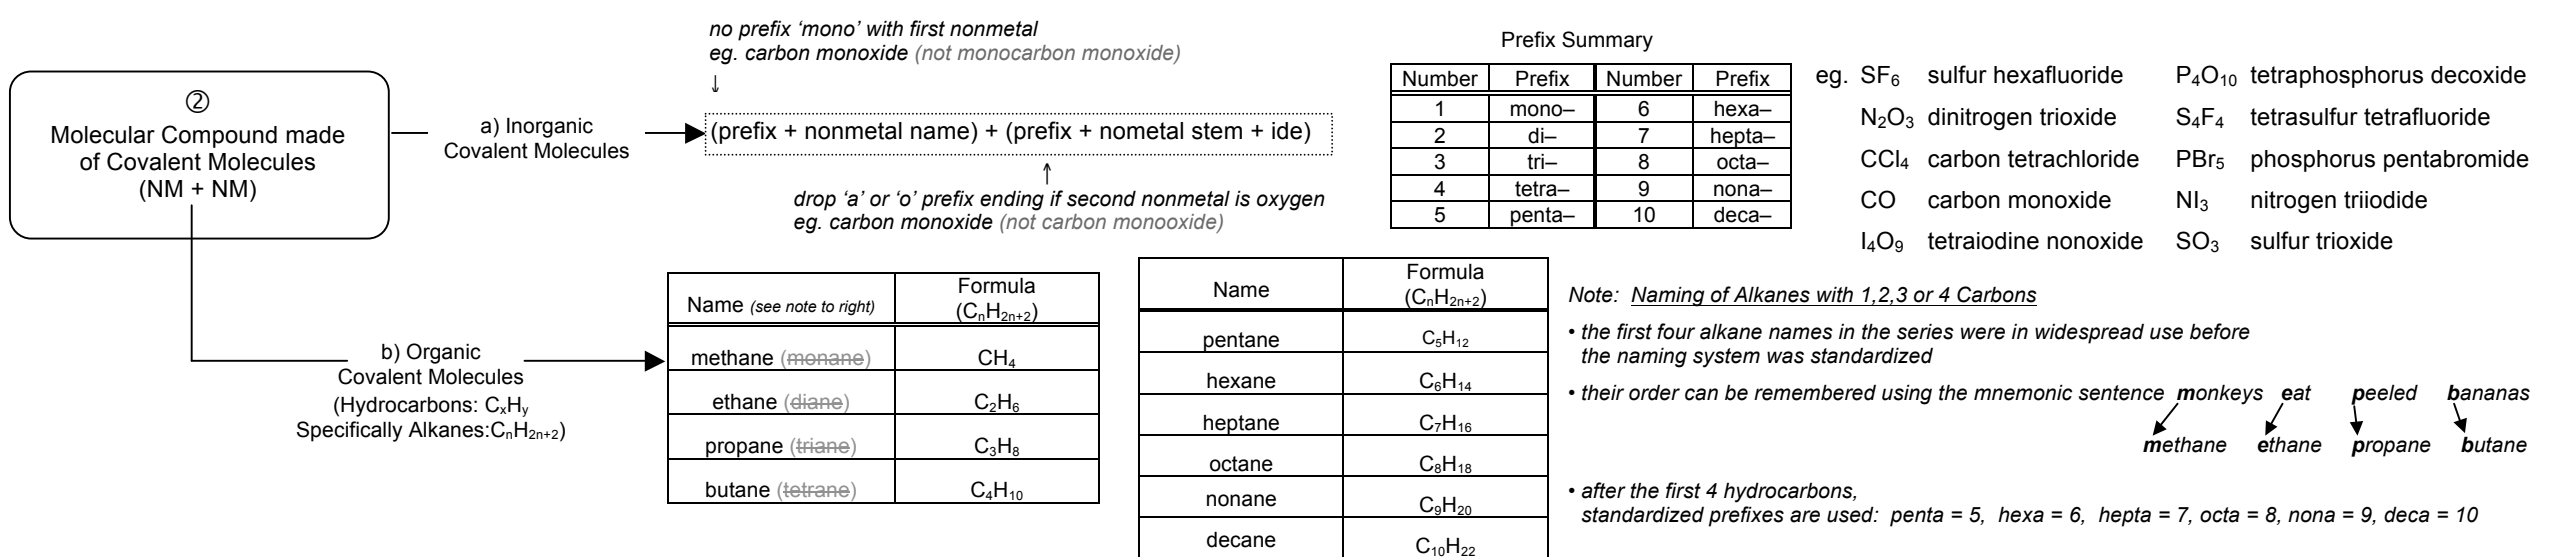 no prefix ‘mono’ with first nonmetal
eg. carbon monoxide (not monocarbon monoxide)
↓
②
Molecular Compound made
of Covalent Molecules
(NM + NM)
a) Inorganic
Covalent Molecules
(prefix + nonmetal name) + (prefix + nometal stem + ide)
↑
drop ‘a’ or ‘o’ prefix ending if second nonmetal is oxygen
eg. carbon monoxide (not carbon monooxide)
Prefix Summary
Number Prefix Number Prefix
1 mono– 6 hexa–
2 di– 7 hepta–
3 tri– 8 octa–
4 tetra– 9 nona–
5 penta– 10 deca–
eg. SF₆ sulfur hexafluoride P₄O₁₀ tetraphosphorus decoxide
N₂O₃ dinitrogen trioxide S₄F₄ tetrasulfur tetrafluoride
CCl₄ carbon tetrachloride PBr₅ phosphorus pentabromide
CO carbon monoxide NI₃ nitrogen triiodide
I₄O₉ tetraiodine nonoxide SO₃ sulfur trioxide
b) Organic
Covalent Molecules
(Hydrocarbons: CₓHᵧ
Specifically Alkanes:CₙH₂ₙ₊₂)
Name (see note to right) Formula
(CₙH₂ₙ₊₂)
methane (monane) CH₄
ethane (diane) C₂H₆
propane (triane) C₃H₈
butane (tetrane) C₄H₁₀
Name Formula
(CₙH₂ₙ₊₂)
pentane C₅H₁₂
hexane C₆H₁₄
heptane C₇H₁₆
octane C₈H₁₈
nonane C₉H₂₀
decane C₁₀H₂₂
Note: Naming of Alkanes with 1,2,3 or 4 Carbons
• the first four alkane names in the series were in widespread use before
the naming system was standardized
• their order can be remembered using the mnemonic sentence monkeys eat peeled bananas
methane ethane propane butane
• after the first 4 hydrocarbons,
standardized prefixes are used: penta = 5, hexa = 6, hepta = 7, octa = 8, nona = 9, deca = 10